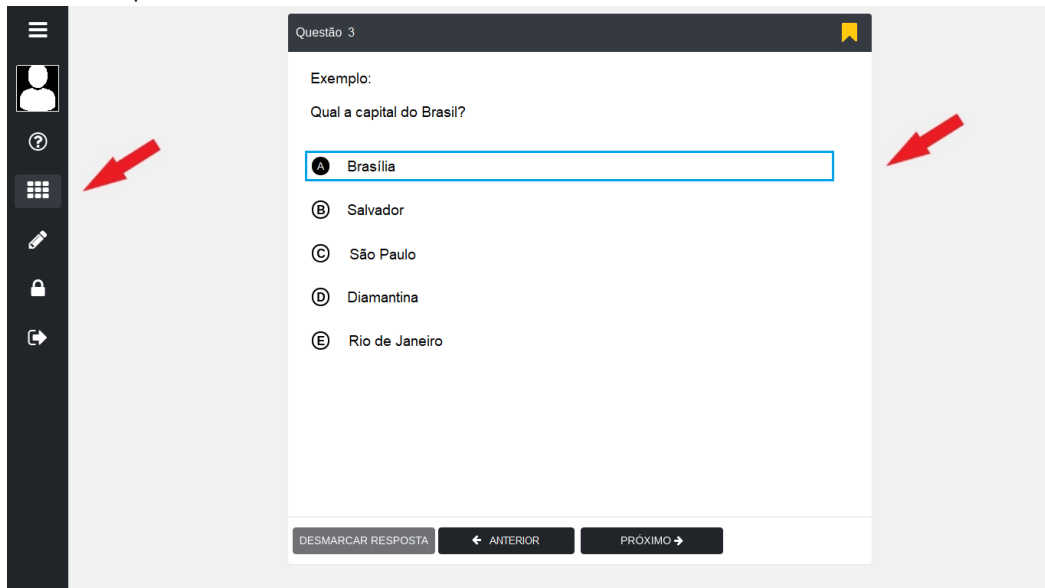 Questão 3
Exemplo:
Qual a capital do Brasil?
A Brasília
B Salvador
C São Paulo
D Diamantina
E Rio de Janeiro
DESMARCAR RESPOSTA ANTERIOR PRÓXIMO